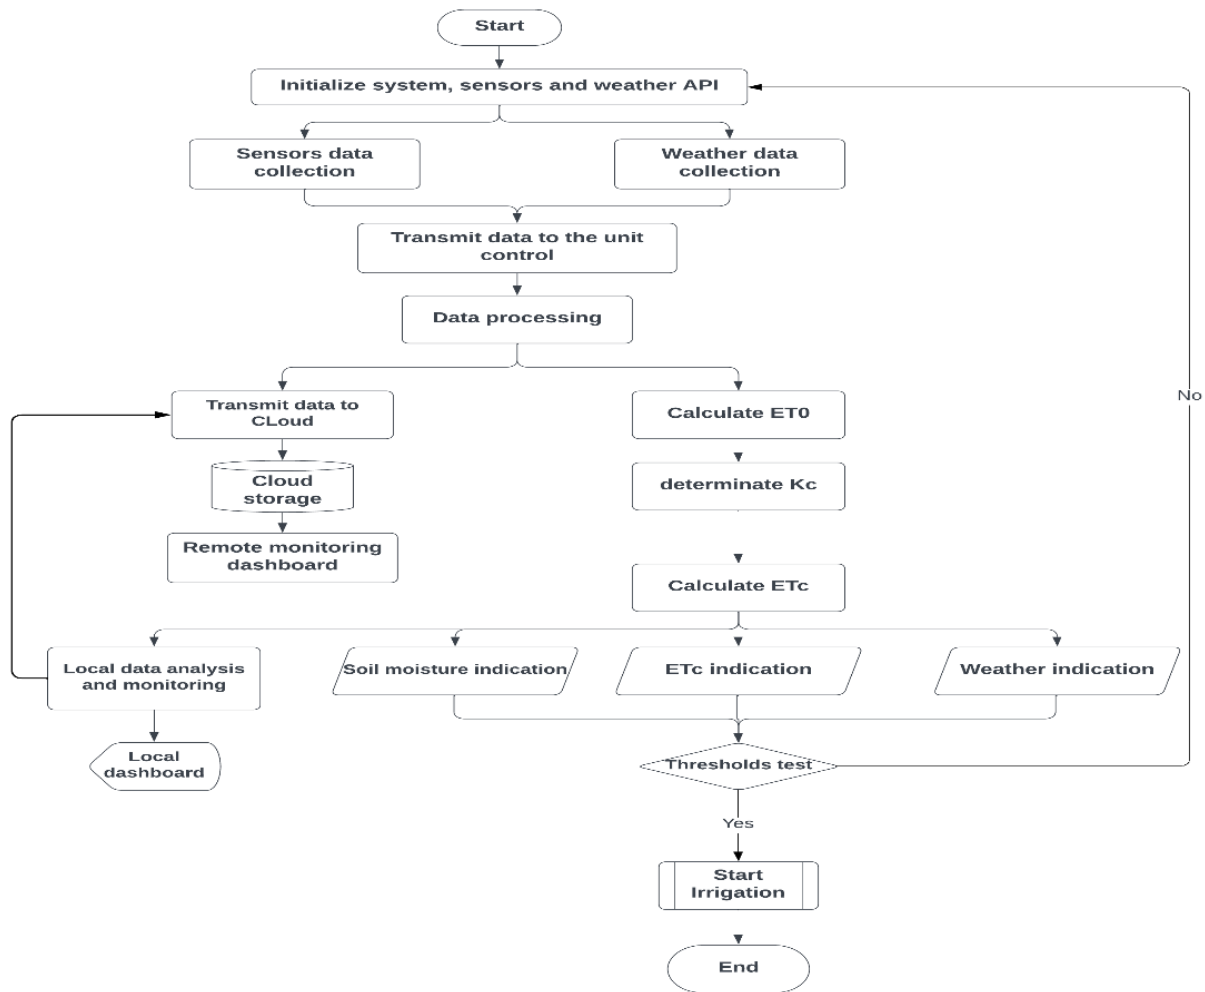 Start
Initialize system, sensors and weather API
Sensors data
collection
Weather data
collection
Transmit data to the unit
control
Data processing
Transmit data to
CLoud
Calculate ET0
No
Cloud
storage
determinate Kc
Remote monitoring
dashboard
Calculate ETc
Local data analysis
and monitoring
Soil moisture indication
ETc indication
Weather indication
Local
dashboard
Thresholds test
Yes
Start
Irrigation
End